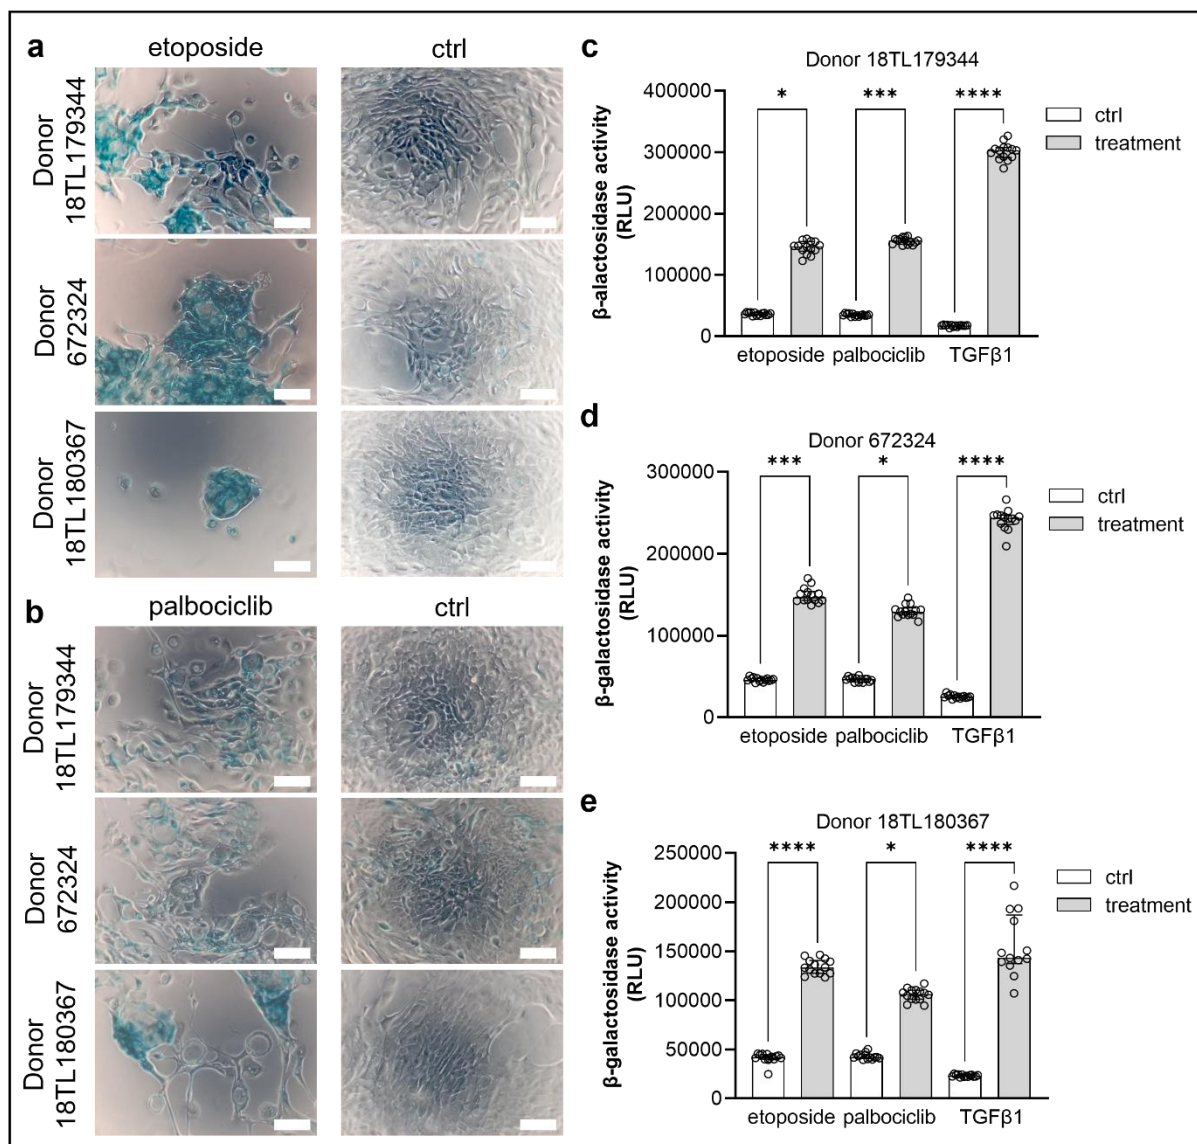 a
etoposide
ctrl
Donor
18TL179344
Donor
672324
Donor
18TL180367
b
palbociclib
ctrl
Donor
18TL179344
Donor
672324
Donor
18TL180367
c
Donor 18TL179344
β-alactosidase activity
(RLU)
400000
300000
200000
100000
0
*
***
****
ctrl
treatment
etoposide
palbociclib
TGFβ1
d
Donor 672324
β-galactosidase activity
(RLU)
300000
200000
100000
0
***
*
****
ctrl
treatment
etoposide
palbociclib
TGFβ1
e
Donor 18TL180367
β-galactosidase activity
(RLU)
250000
200000
150000
100000
50000
0
****
*
****
ctrl
treatment
etoposide
palbociclib
TGFβ1